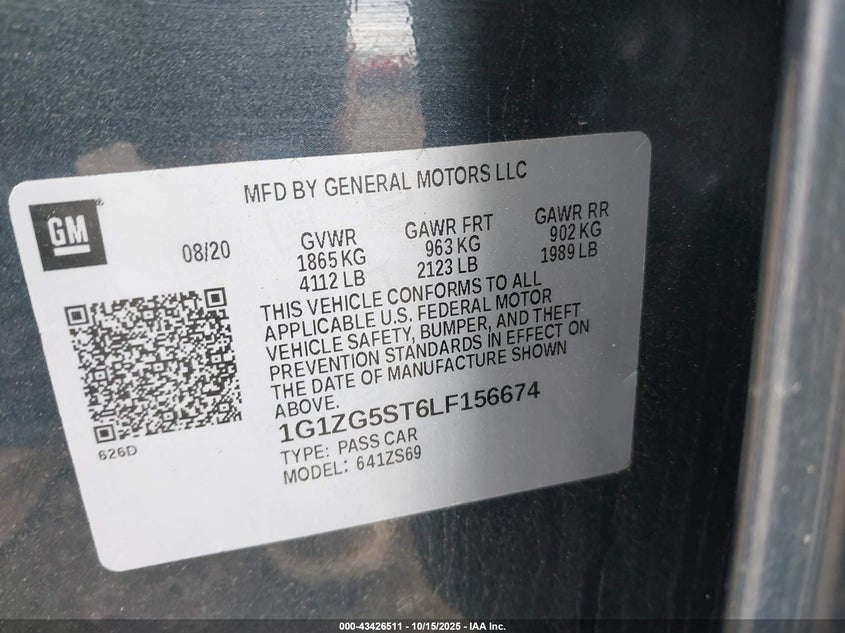 MFD BY GENERAL MOTORS LLC
GM®
08/20
GVWR
1865 KG
4112 LB
GAWR FRT
963 KG
2123 LB
GAWR RR
902 KG
1989 LB
THIS VEHICLE CONFORMS TO ALL
APPLICABLE U.S. FEDERAL MOTOR
VEHICLE SAFETY, BUMPER, AND THEFT
PREVENTION STANDARDS IN EFFECT ON
THE DATE OF MANUFACTURE SHOWN
ABOVE.
1G1ZG5ST6LF156674
TYPE: PASS CAR
MODEL: 641ZS69
626D
000-43426511 - 10/15/2025 - IAA Inc.